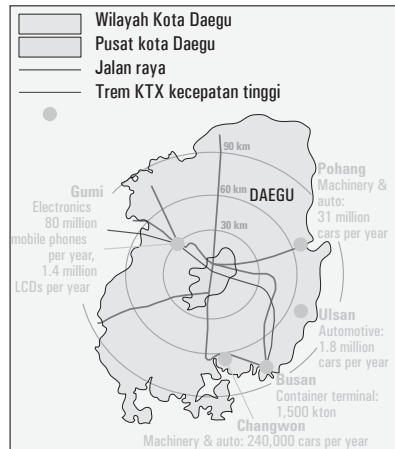 Wilayah Kota Daegu
Pusat kota Daegu
Jalan raya
Trem KTX kecepatan tinggi
90 km
60 km
30 km
DAEGU
Gumi
Electronics
80 million
mobile phones
per year,
1.4 million
LCDs per year
Pohang
Machinery &
auto:
31 million
cars per year
Ulsan
Automotive:
1.8 million
cars per year
Busan
Container terminal:
1,500 kton
Changwon
Machinery & auto: 240,000 cars per year